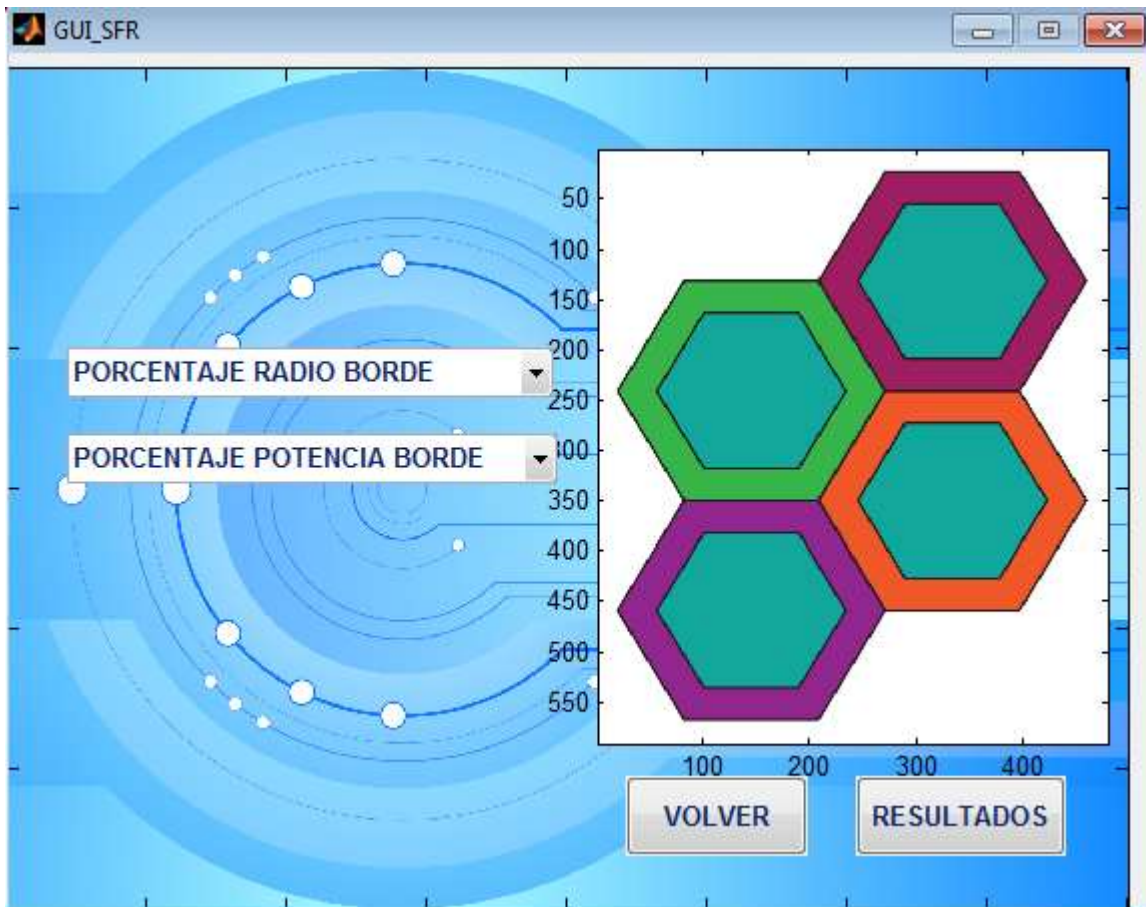 GUI_SFR
50
100
150
200
PORCENTAJE RADIO BORDE
250
300
PORCENTAJE POTENCIA BORDE
350
400
450
500
550
100 200 300 400
VOLVER RESULTADOS